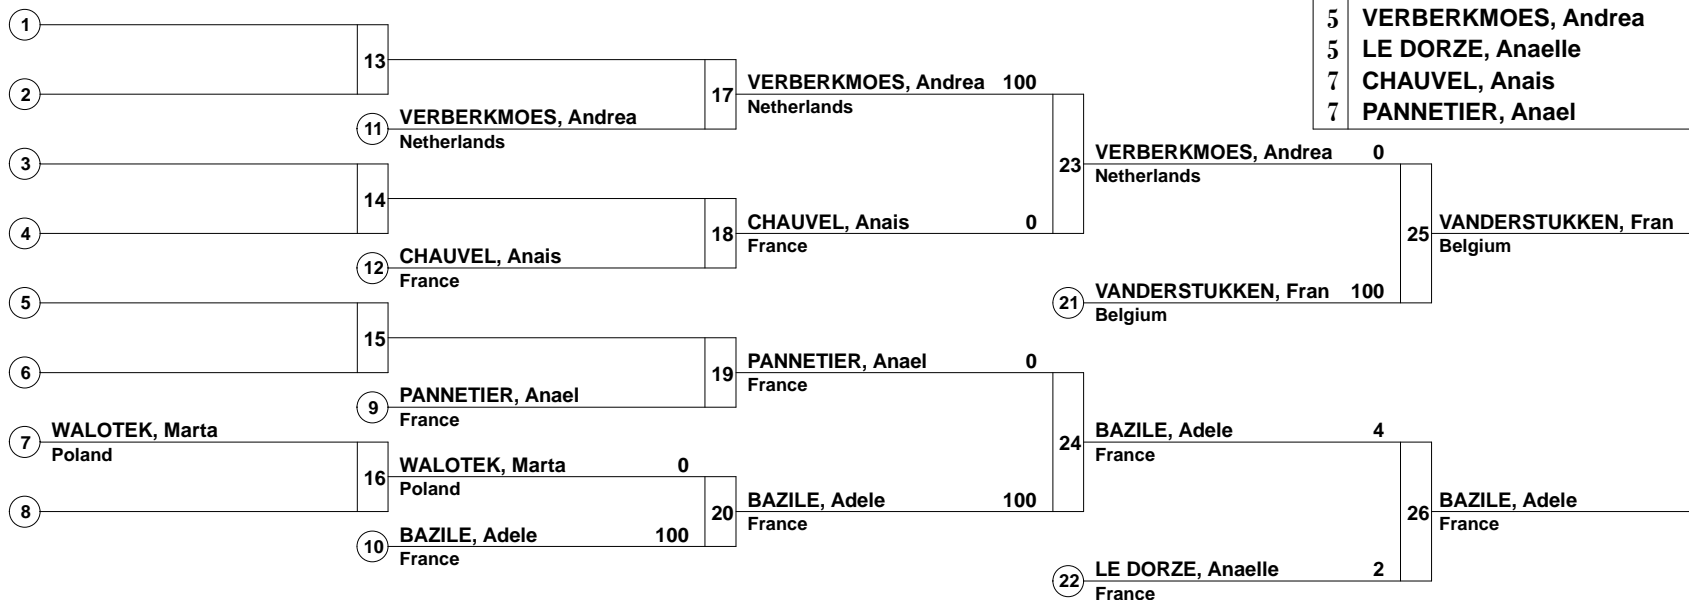 5 VERBERKMOES, Andrea
5 LE DORZE, Anaelle
7 CHAUVEL, Anais
7 PANNETIER, Anael
1
13
2
VERBERKMOES, Andrea 100
17
Netherlands
11 VERBERKMOES, Andrea
Netherlands
3
VERBERKMOES, Andrea 0
23
Netherlands
14
4
CHAUVEL, Anais 0
18
France
25 VANDERSTUKKEN, Fran
Belgium
12 CHAUVEL, Anais
France
5
21 VANDERSTUKKEN, Fran 100
Belgium
15
6
PANNETIER, Anael 0
19
France
9 PANNETIER, Anael
France
7 WALOTEK, Marta
Poland
24 BAZILE, Adele 4
France
16 WALOTEK, Marta 0
Poland
8
20 BAZILE, Adele 100
France
26 BAZILE, Adele
France
10 BAZILE, Adele 100
France
22 LE DORZE, Anaelle 2
France